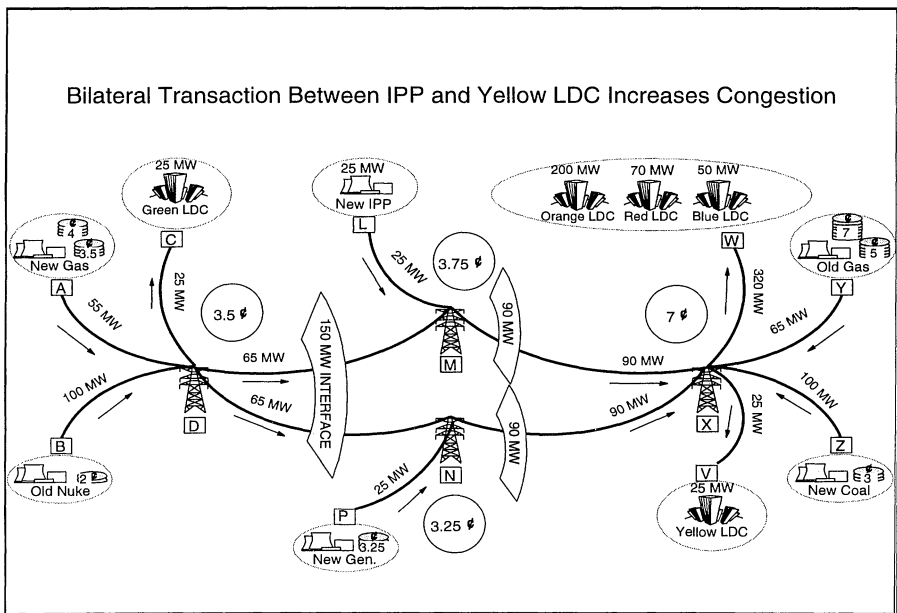 Bilateral Transaction Between IPP and Yellow LDC Increases Congestion
25 MW
Green LDC
C
25 MW
New IPP
L
200 MW
70 MW
50 MW
Orange LDC
Red LDC
Blue LDC
W
¢
4
¢
3.5
New Gas
A
¢
7
¢
5
Old Gas
Y
25 MW
25 MW
3.5 ¢
3.75 ¢
7 ¢
320 MW
55 MW
65 MW
150 MW INTERFACE
90 MW
M
90 MW
65 MW
100 MW
65 MW
D
90 MW
90 MW
X
25 MW
100 MW
B
¢
2
Old Nuke
N
25 MW
P
¢
3.25
New Gen.
3.25 ¢
V
25 MW
Yellow LDC
Z
¢
3
New Coal